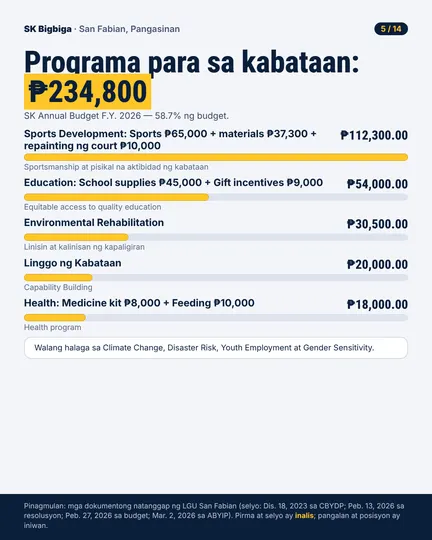 SK Bigbiga · San Fabian, Pangasinan
5 / 14
Programa para sa kabataan:
₱234,800
SK Annual Budget F.Y. 2026 — 58.7% ng budget.
Sports Development: Sports ₱65,000 + materials ₱37,300 +
repainting ng court ₱10,000
₱112,300.00
Sportsmanship at pisikal na aktibidad ng kabataan
Education: School supplies ₱45,000 + Gift incentives ₱9,000
₱54,000.00
Equitable access to quality education
Environmental Rehabilitation
₱30,500.00
Linisin at kalinisan ng kapaligiran
Linggo ng Kabataan
₱20,000.00
Capability Building
Health: Medicine kit ₱8,000 + Feeding ₱10,000
₱18,000.00
Health program
Walang halaga sa Climate Change, Disaster Risk, Youth Employment at Gender Sensitivity.
Pinagmulan: mga dokumentong natanggap ng LGU San Fabian (selyo: Dis. 18, 2023 sa CBYDP; Peb. 13, 2026 sa
resolusyon; Peb. 27, 2026 sa budget; Mar. 2, 2026 sa ABYIP). Pirma at selyo ay inalis; pangalan at posisyon ay
iniwan.